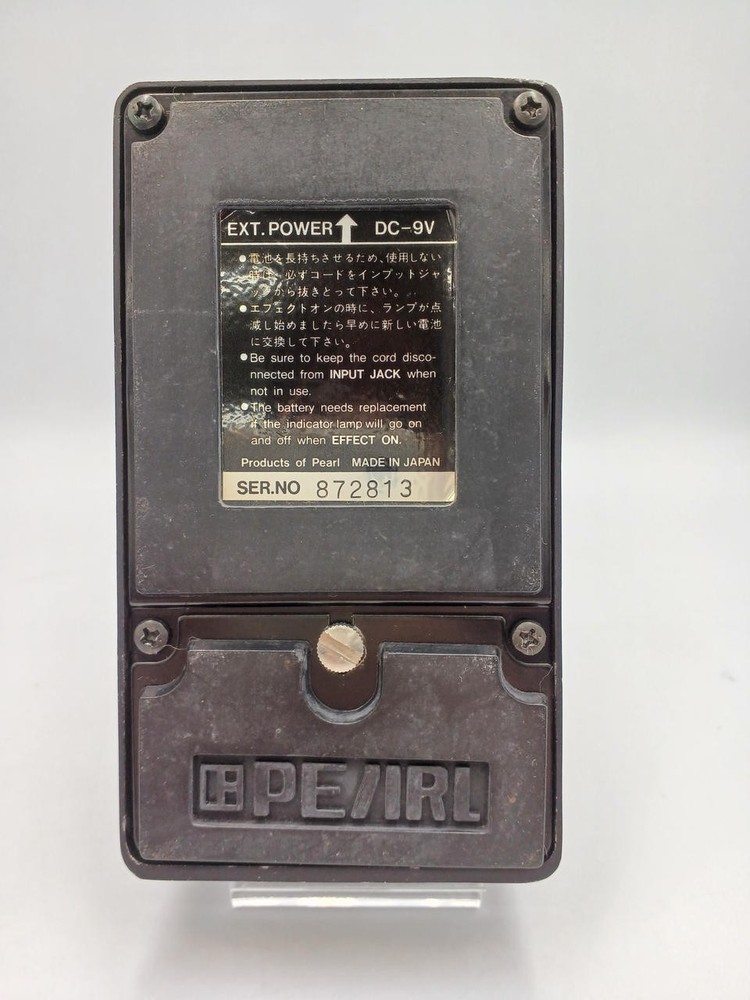 EXT.POWER ↑ DC-9V
●電池を長持ちさせるため、使用しない
時は、必ずコードをインプットジャ
ックから抜きとって下さい。
●エフェクトオンの時に、ランプが点
滅し始めましたら早めに新しい電池
に交換して下さい。
●Be sure to keep the cord disco-
nnected from INPUT JACK when
not in use.
●The battery needs replacement
if the indicator lamp will go on
and off when EFFECT ON.
Products of Pearl MADE IN JAPAN
SER.NO 872813
PEARL